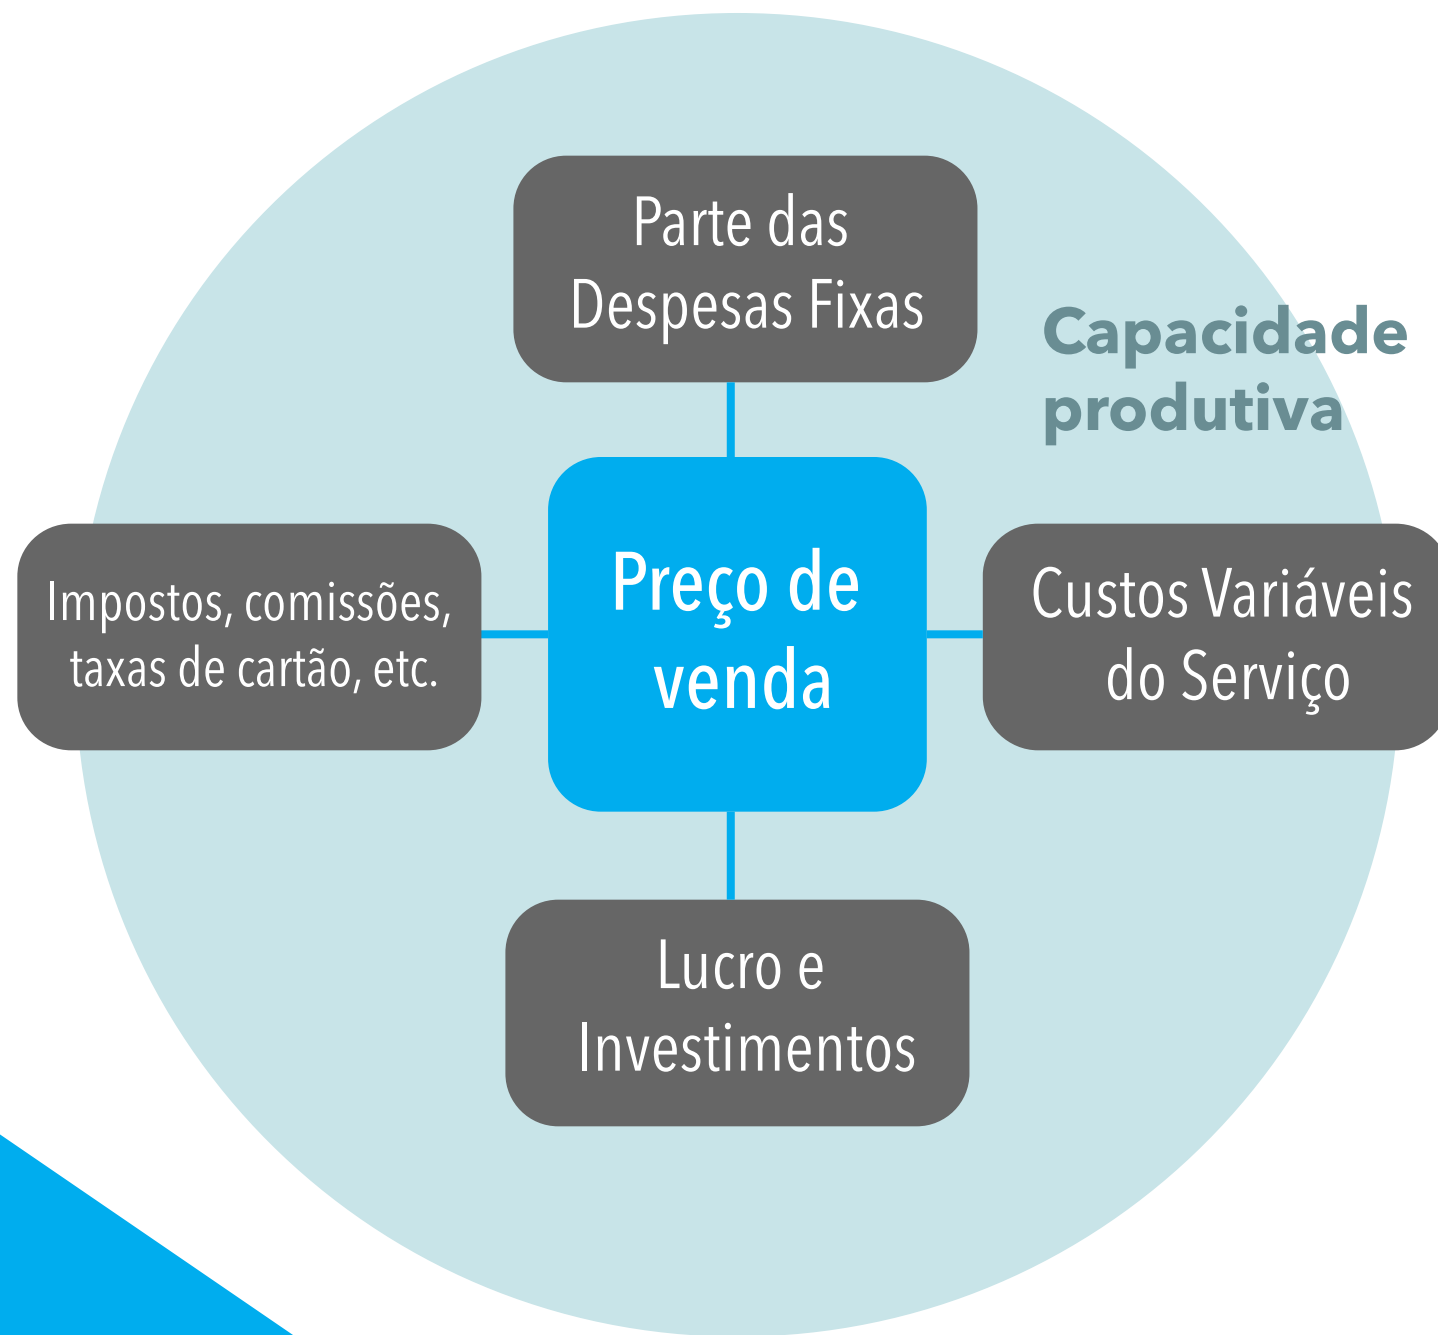 Parte das
Despesas Fixas
Capacidade
produtiva
Impostos, comissões,
taxas de cartão, etc.
Preço de
venda
Custos Variáveis
do Serviço
Lucro e
Investimentos